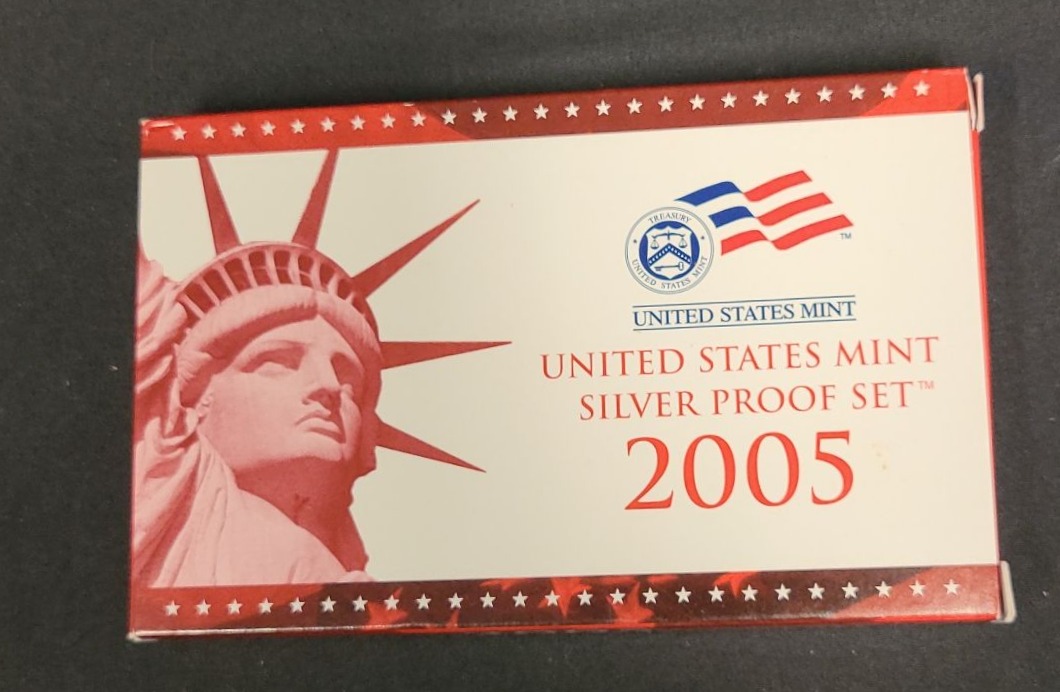 TREASURY
UNITED STATES MINT
TM
UNITED STATES MINT
UNITED STATES MINT
SILVER PROOF SET™
2005